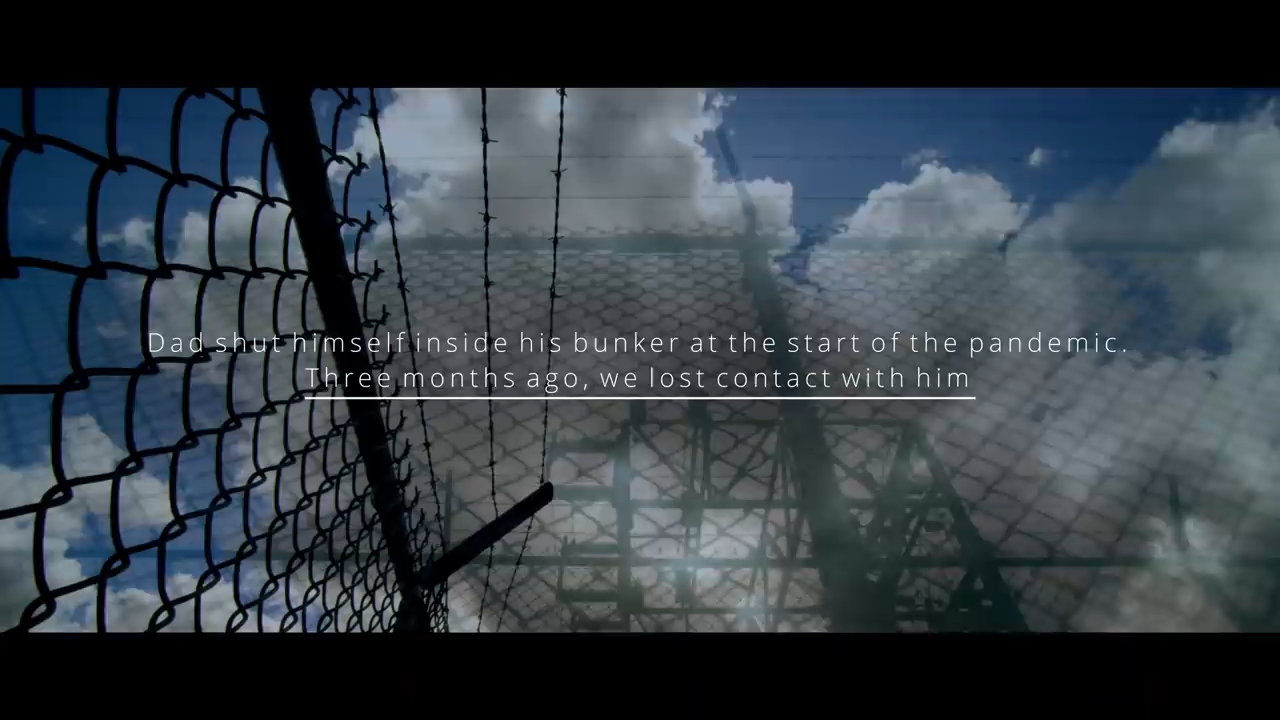 Dad shut himself inside his bunker at the start of the pandemic.
Three months ago, we lost contact with him